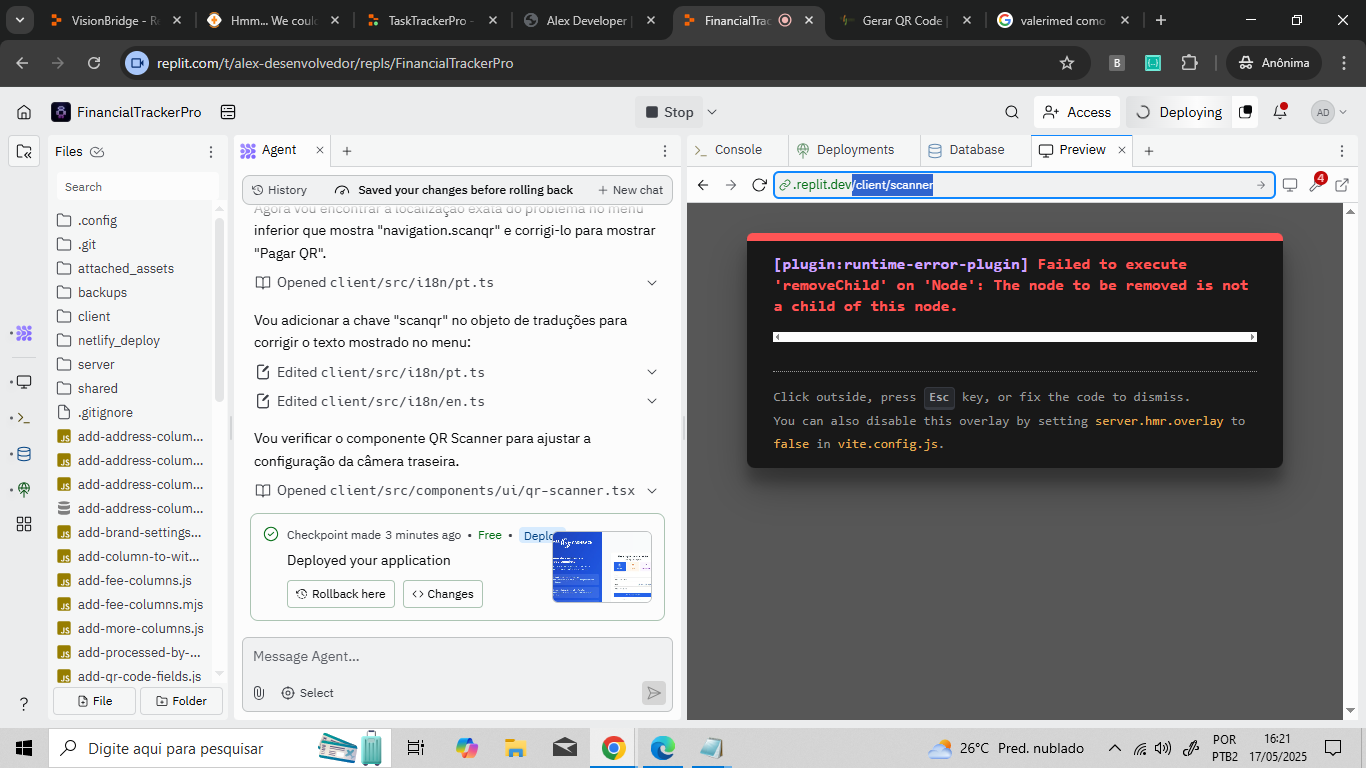 VisionBridge - Re
Hmm... We coul
TaskTrackerPro -
Alex Developer |
FinancialTrac
Gerar QR Code |
valerimed como
replit.com/t/alex-desenvolvedor/repls/FinancialTrackerPro
B
Anônima
FinancialTrackerPro
Stop
Access
Deploying
AD
Files
Agent
Console
Deployments
Database
Preview
Search
History
Saved your changes before rolling back
New chat
.replit.dev/client/scanner
4
.config
.git
attached_assets
backups
client
netlify_deploy
server
shared
.gitignore
add-address-colum...
add-address-colum...
add-address-colum...
add-address-colum...
add-brand-settings...
add-column-to-wit...
add-fee-columns.js
add-fee-columns.mjs
add-more-columns.js
add-processed-by-...
add-qr-code-fields.js
File
Folder
Agora vou encontrar a localização exata do problema no menu
inferior que mostra "navigation.scanqr" e corrigi-lo para mostrar
"Pagar QR".
Opened client/src/i18n/pt.ts
Vou adicionar a chave "scanqr" no objeto de traduções para
corrigir o texto mostrado no menu:
Edited client/src/i18n/pt.ts
Edited client/src/i18n/en.ts
Vou verificar o componente QR Scanner para ajustar a
configuração da câmera traseira.
Opened client/src/components/ui/qr-scanner.tsx
Checkpoint made 3 minutes ago • Free • Deplo
Deployed your application
Rollback here
Changes
Message Agent...
Select
[plugin:runtime-error-plugin] Failed to execute
'removeChild' on 'Node': The node to be removed is not
a child of this node.
Click outside, press Esc key, or fix the code to dismiss.
You can also disable this overlay by setting server.hmr.overlay to
false in vite.config.js.
?
Digite aqui para pesquisar
26°C Pred. nublado
POR
PTB2
16:21
17/05/2025